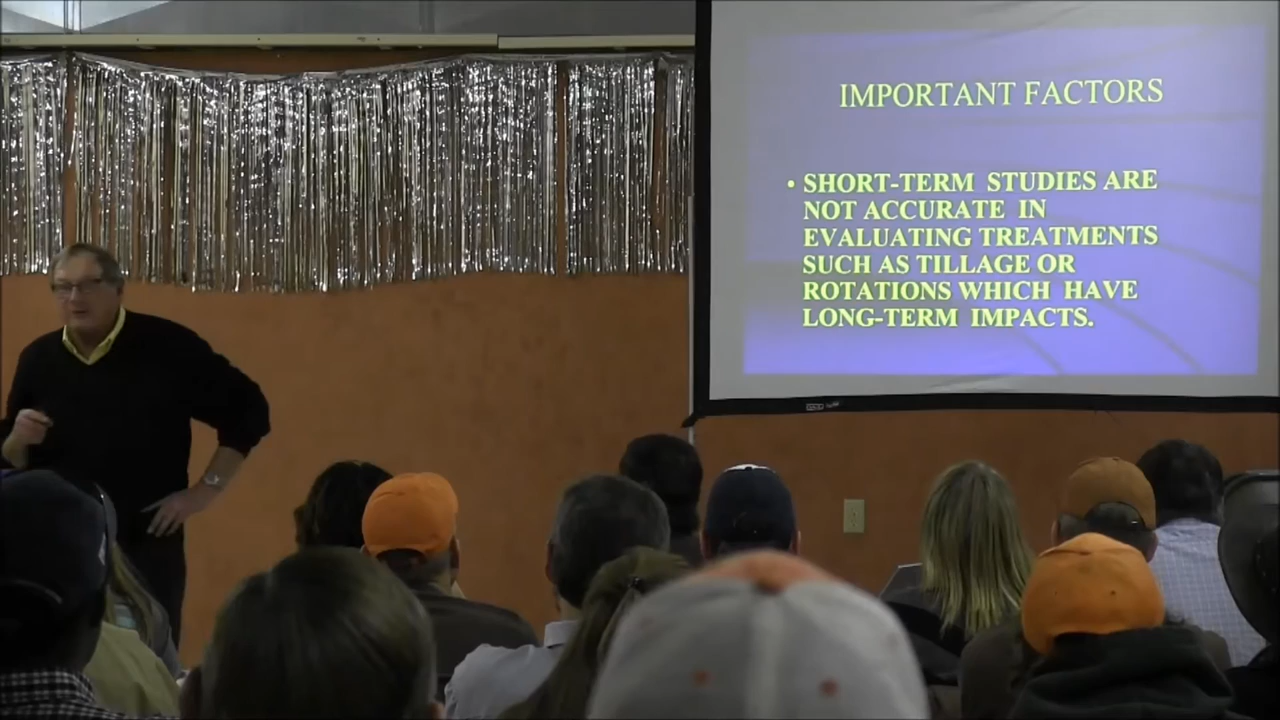 IMPORTANT FACTORS
• SHORT-TERM STUDIES ARE
NOT ACCURATE IN
EVALUATING TREATMENTS
SUCH AS TILLAGE OR
ROTATIONS WHICH HAVE
LONG-TERM IMPACTS.